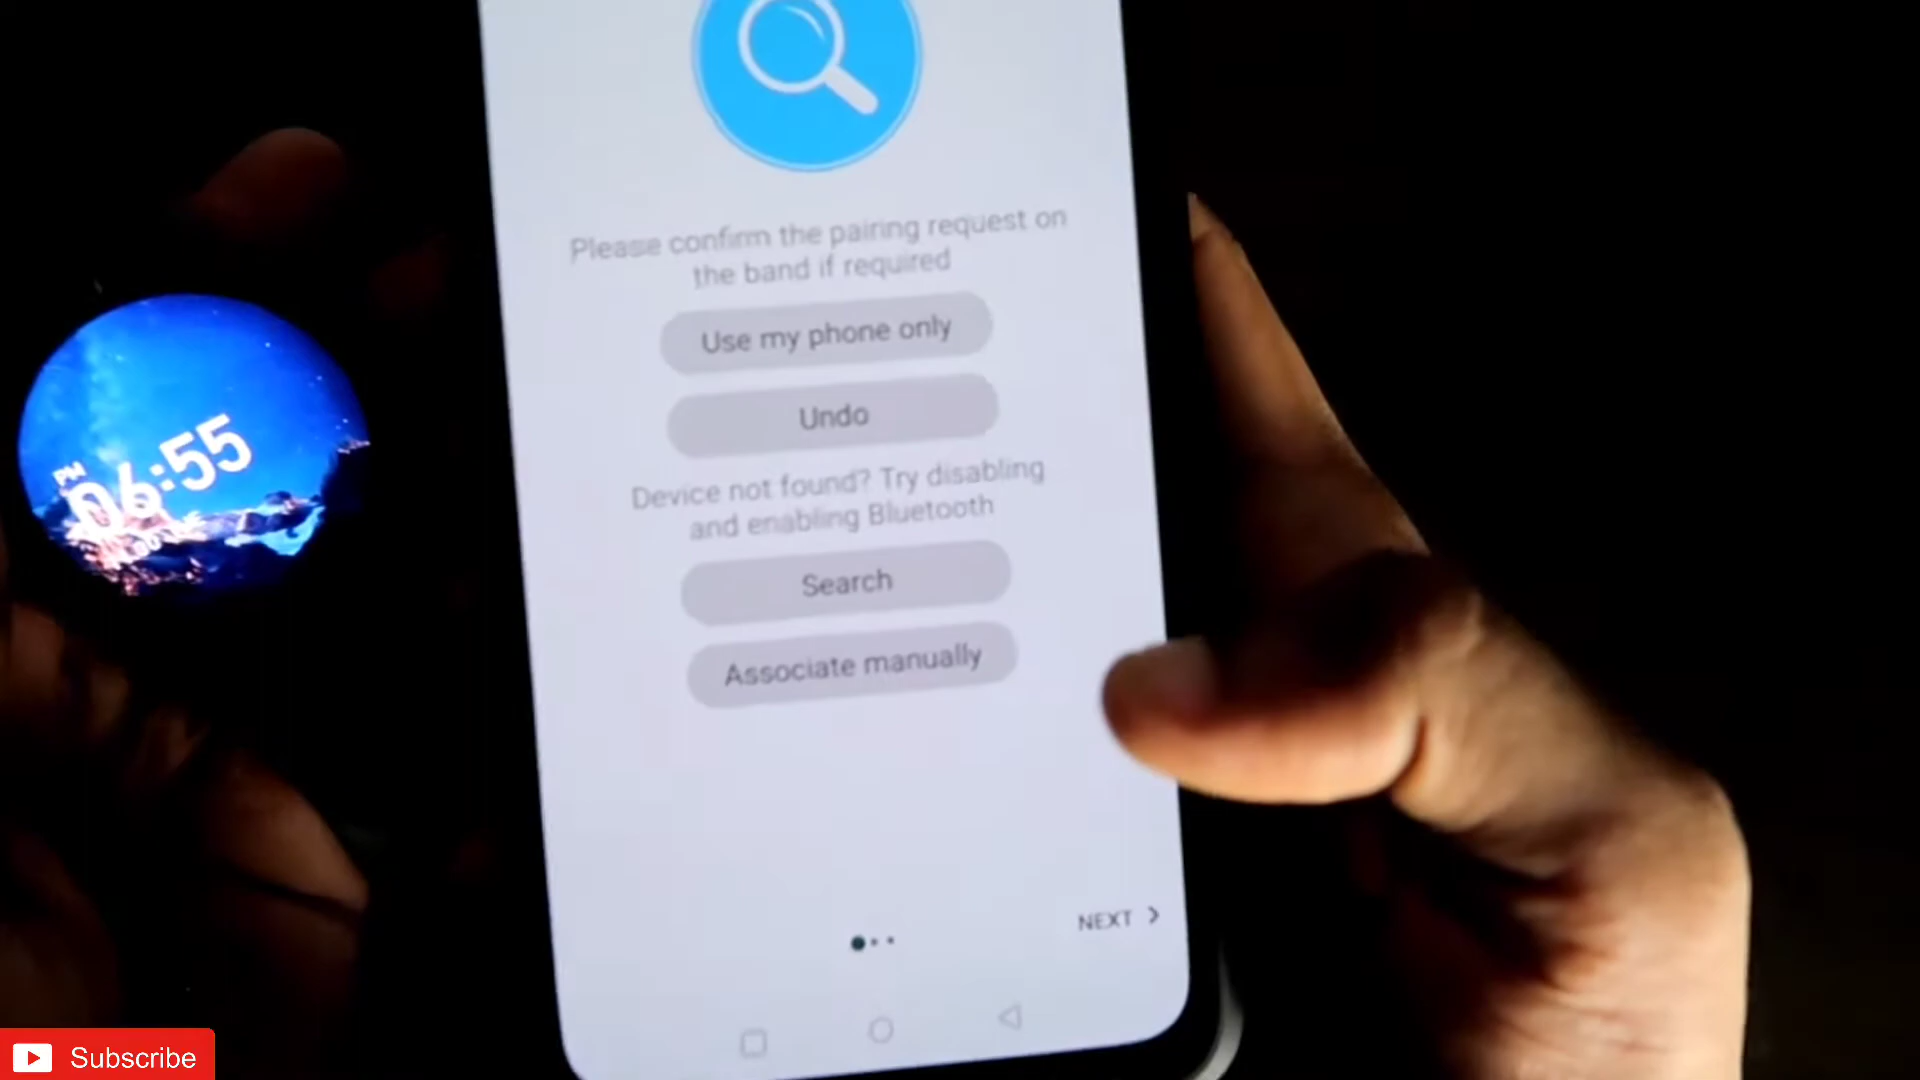 Please confirm the pairing request on
the band if required
Use my phone only
Undo
Device not found? Try disabling
and enabling Bluetooth
Search
Associate manually
NEXT
PM
06:55
Subscribe